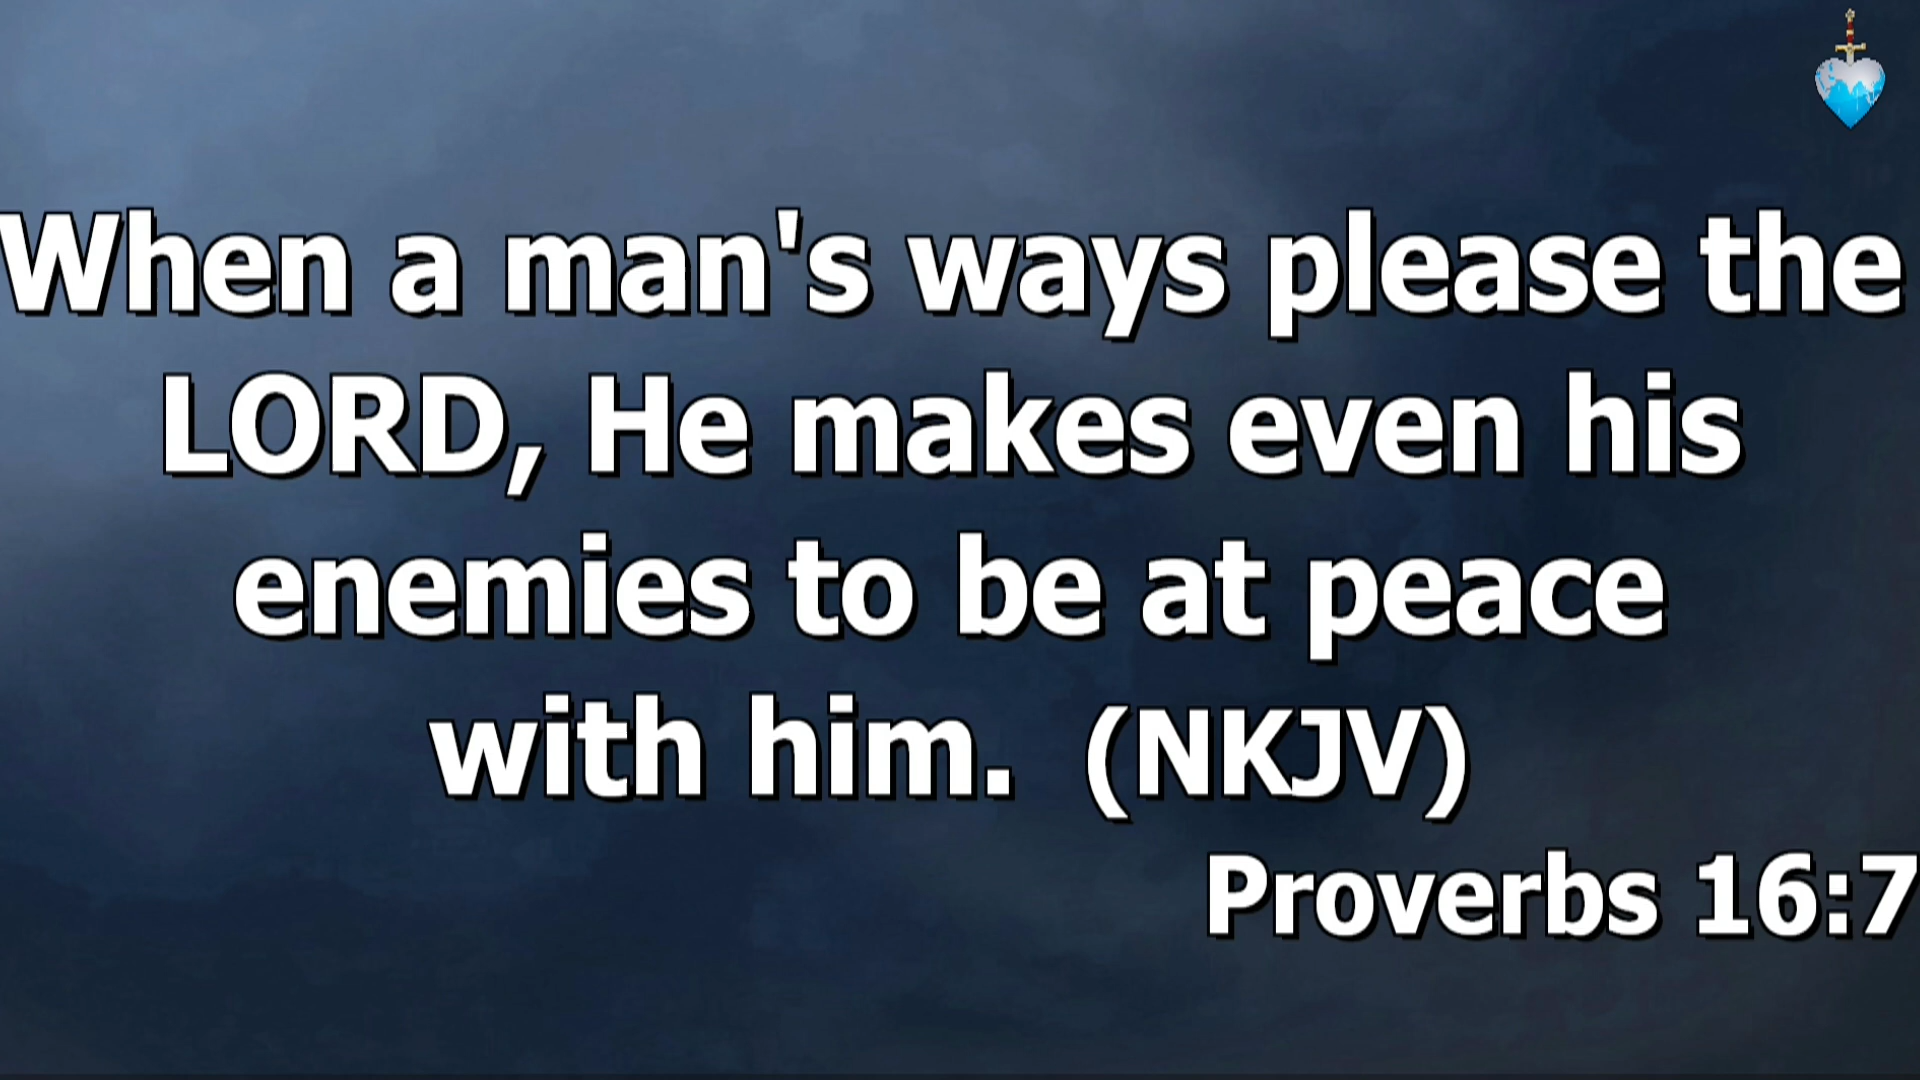 When a man's ways please the
LORD, He makes even his
enemies to be at peace
with him.  (NKJV)
Proverbs 16:7